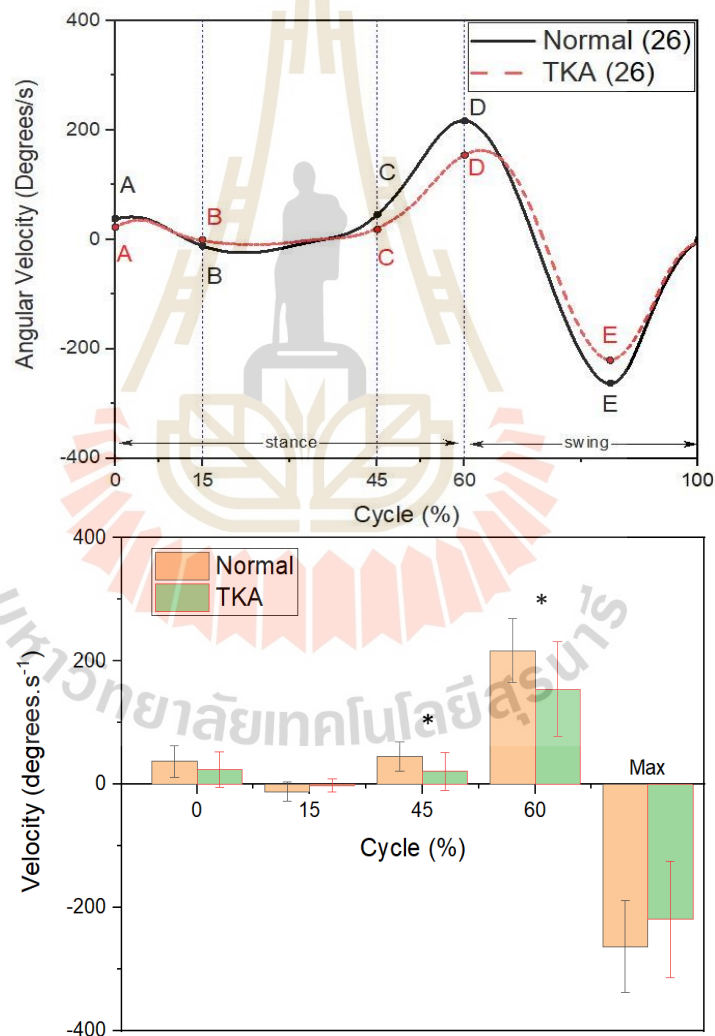 400
200
0
-200
-400
Angular Velocity (Degrees/s)
Normal (26)
TKA (26)
A
A
B
B
C
C
D
D
E
E
stance
swing
0
15
45
60
100
Cycle (%)
400
200
0
-200
-400
Velocity (degrees.s⁻¹)
Normal
TKA
*
*
Max
0
15
45
60
Cycle (%)
มหาวิทยาลัยเทคโนโลยีสุรนารี